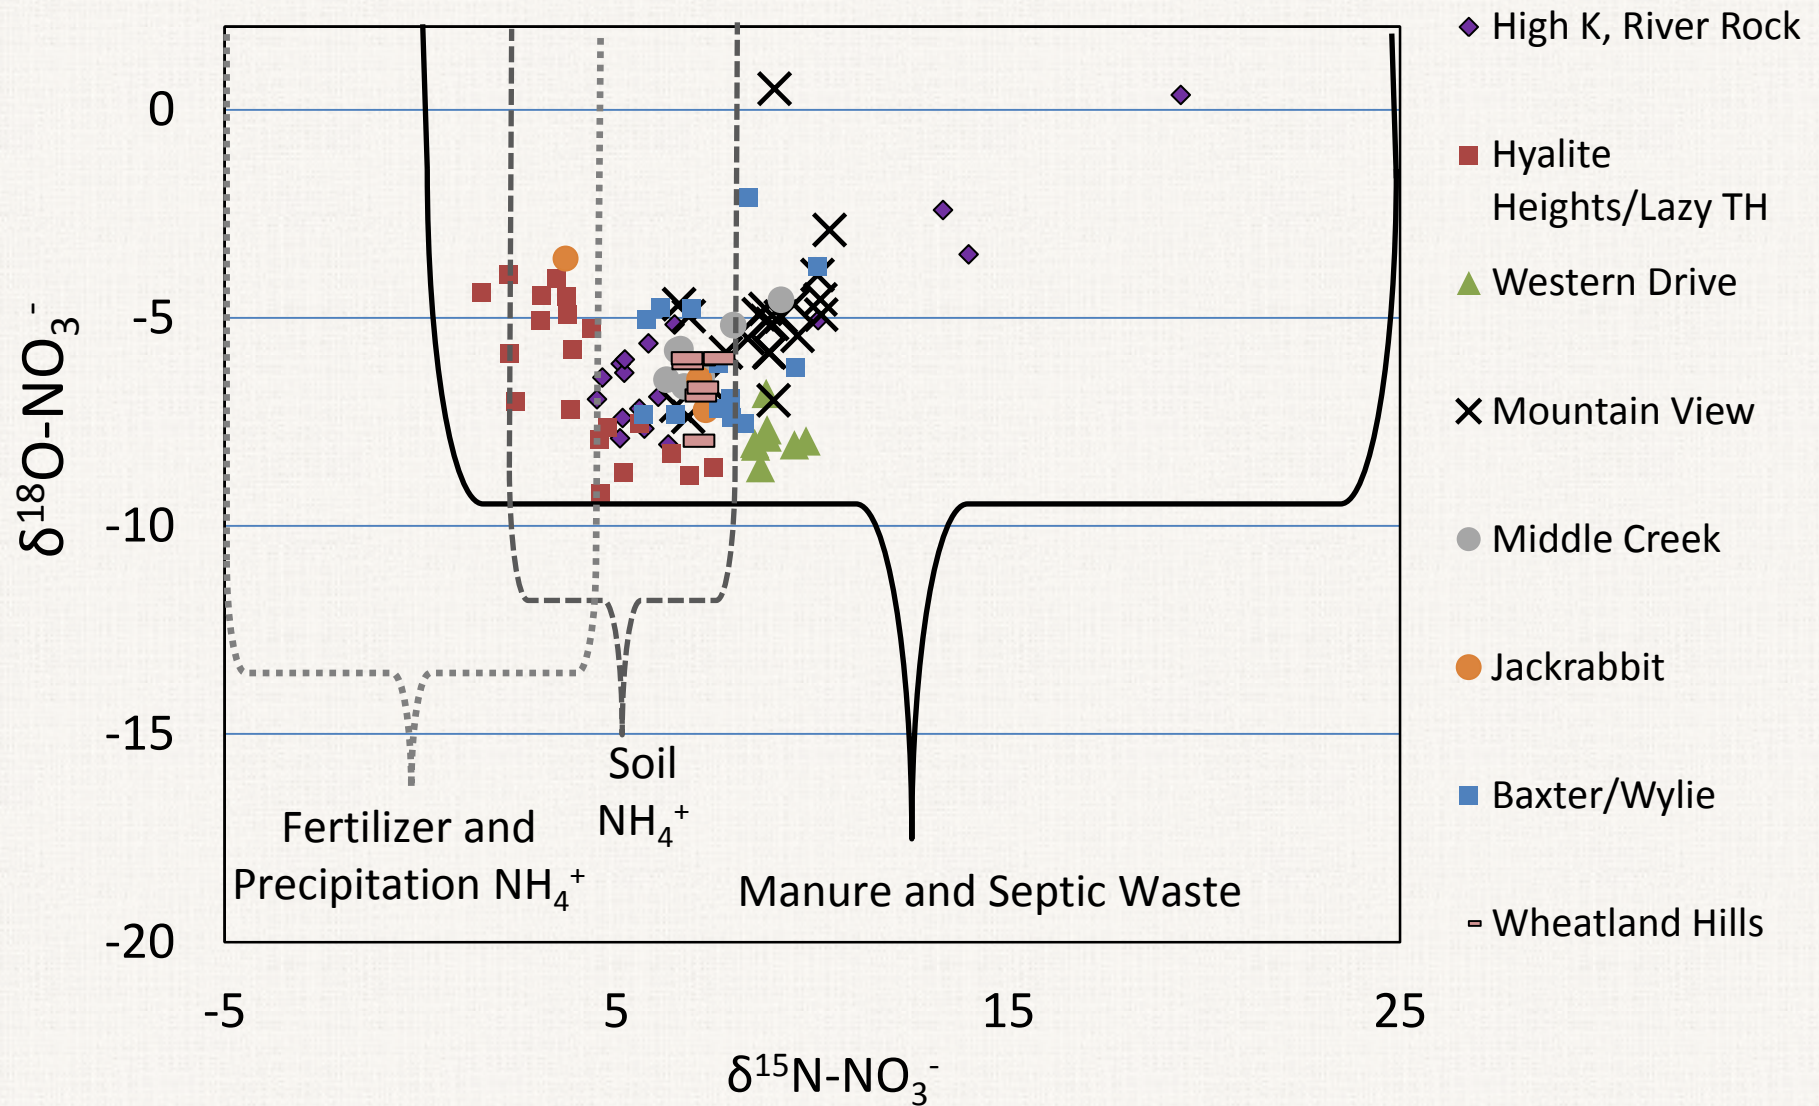 δ¹⁸O-NO₃⁻
0
-5
-10
-15
-20
-5
5
15
25
δ¹⁵N-NO₃⁻
Fertilizer and
Precipitation NH₄⁺
Soil
NH₄⁺
Manure and Septic Waste
High K, River Rock
Hyalite
Heights/Lazy TH
Western Drive
Mountain View
Middle Creek
Jackrabbit
Baxter/Wylie
Wheatland Hills